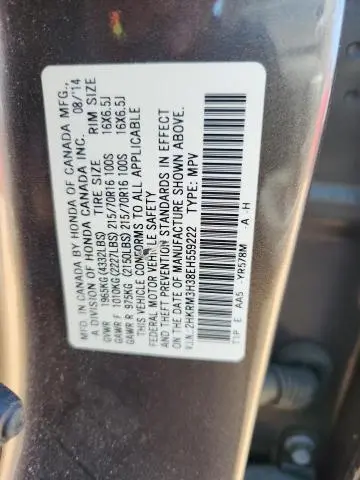 MFD. IN CANADA BY HONDA OF CANADA MFG.,
A DIVISION OF HONDA CANADA INC. 08/'14
TIRE SIZE RIM SIZE
GVWR 1965KG(4332LBS)
GAWR F 1010KG(2227LBS) 215/70R16 100S 16X6.5J
GAWR R 975KG (2150LBS) 215/70R16 100S 16X6.5J
THIS VEHICLE CONFORMS TO ALL APPLICABLE
FEDERAL MOTOR VEHICLE SAFETY
AND THEFT PREVENTION STANDARDS IN EFFECT
ON THE DATE OF MANUFACTURE SHOWN ABOVE.
V.I.N.: 2HKRM3H38EH559222 TYPE: MPV
TYPE AA5 -YR578M -A -H